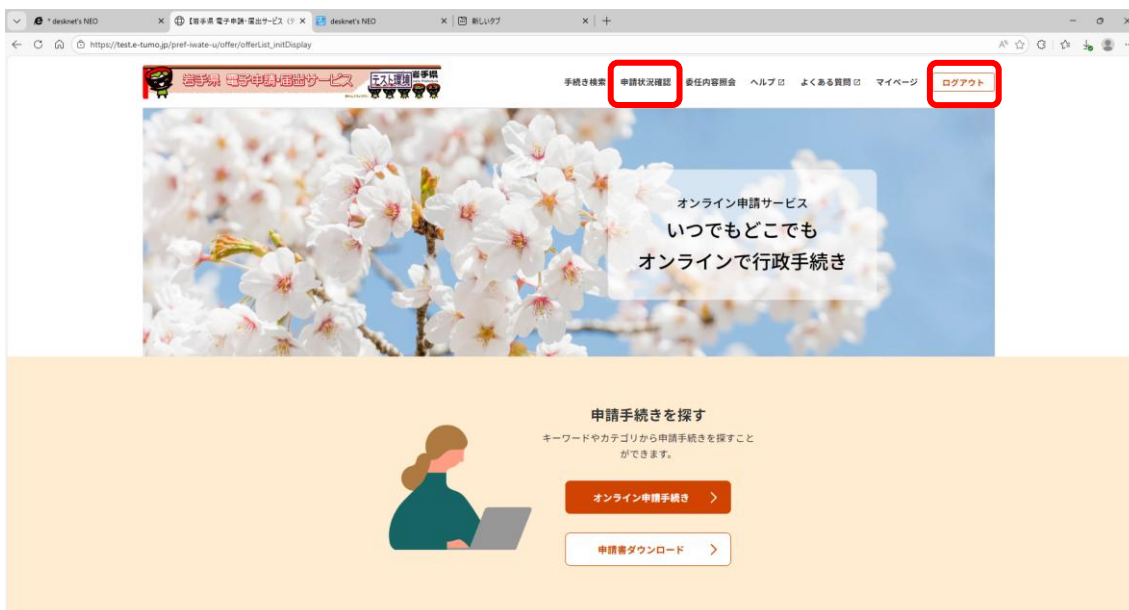 * desknet's NEO
【岩手県 電子申請・届出サービス (テ
desknet's NEO
新しいタブ
https://test.e-tumo.jp/pref-iwate-u/offer/offerList_initDisplay
岩手県 電子申請・届出サービス
テスト環境
岩手県
手続き検索
申請状況確認
委任内容照会
ヘルプ
よくある質問
マイページ
ログアウト
オンライン申請サービス
いつでもどこでも
オンラインで行政手続き
申請手続きを探す
キーワードやカテゴリから申請手続きを探すこと
ができます。
オンライン申請手続き
申請書ダウンロード